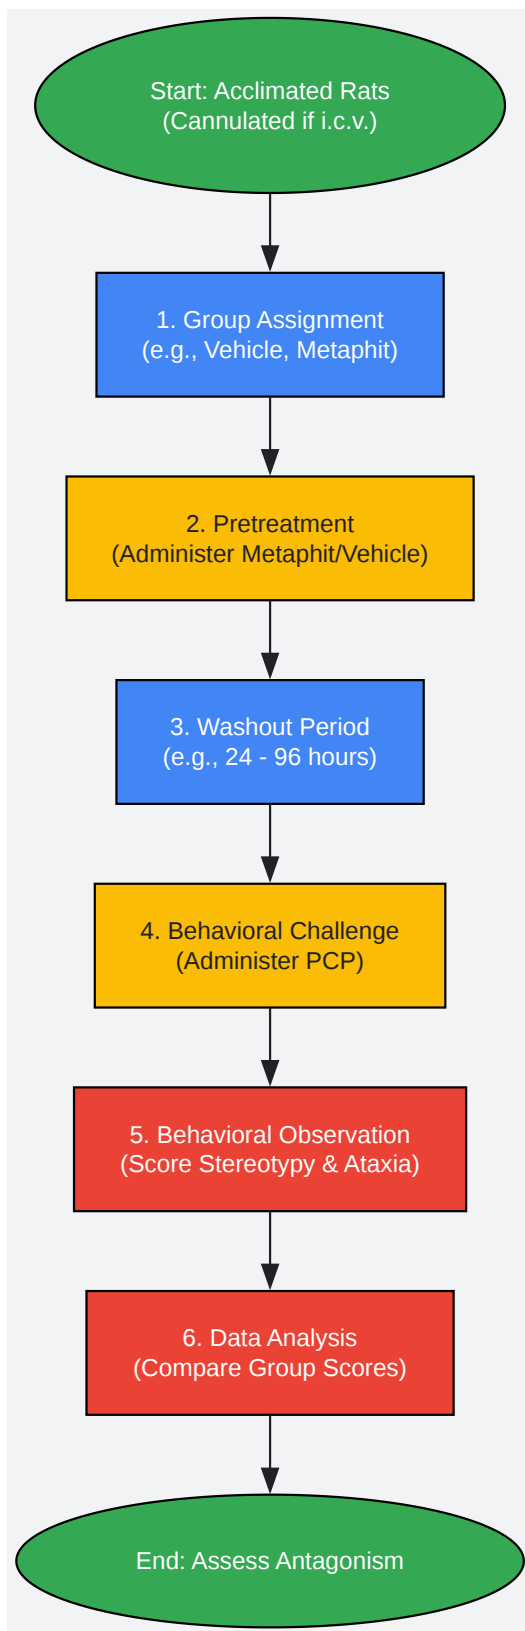 Start: Acclimated Rats
(Cannulated if i.c.v.)
1. Group Assignment
(e.g., Vehicle, Metaphit)
2. Pretreatment
(Administer Metaphit/Vehicle)
3. Washout Period
(e.g., 24 - 96 hours)
4. Behavioral Challenge
(Administer PCP)
5. Behavioral Observation
(Score Stereotypy & Ataxia)
6. Data Analysis
(Compare Group Scores)
End: Assess Antagonism